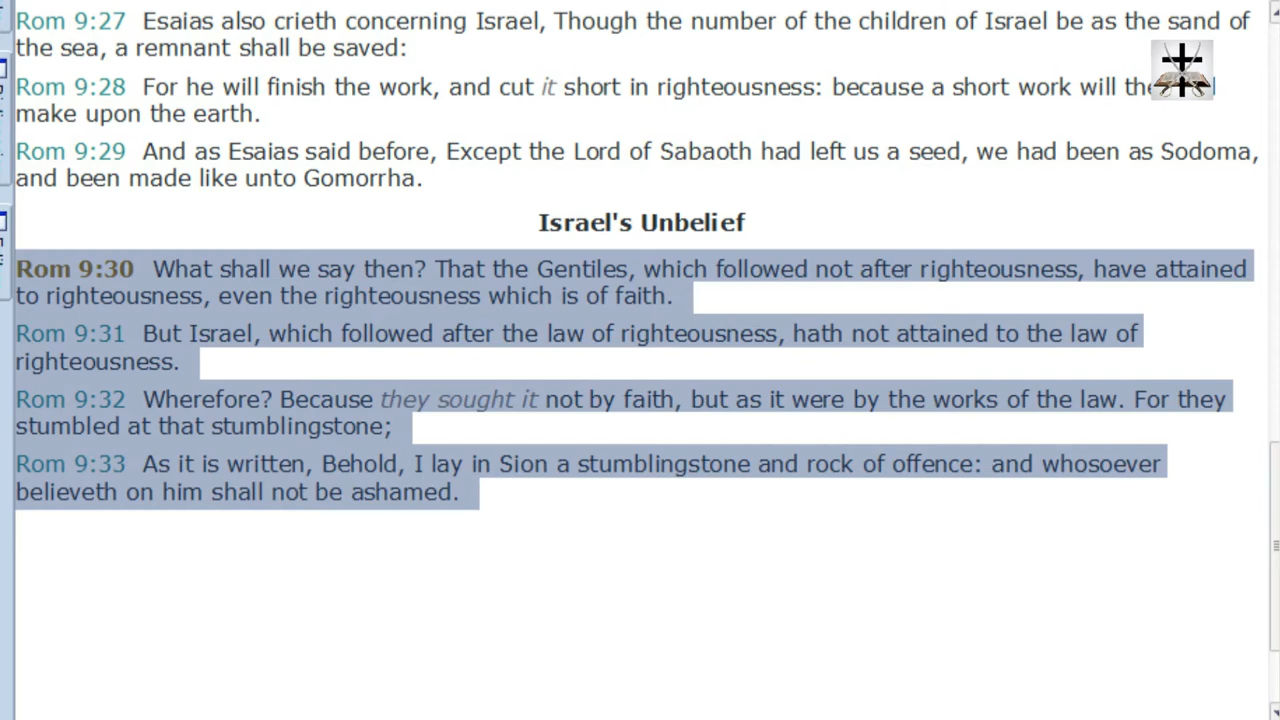 Rom 9:27 Esaias also crieth concerning Israel, Though the number of the children of Israel be as the sand of
the sea, a remnant shall be saved:
Rom 9:28 For he will finish the work, and cut it short in righteousness: because a short work will
make upon the earth.
Rom 9:29 And as Esaias said before, Except the Lord of Sabaoth had left us a seed, we had been as Sodoma,
and been made like unto Gomorrha.
Israel's Unbelief
Rom 9:30 What shall we say then? That the Gentiles, which followed not after righteousness, have attained
to righteousness, even the righteousness which is of faith.
Rom 9:31 But Israel, which followed after the law of righteousness, hath not attained to the law of
righteousness.
Rom 9:32 Wherefore? Because they sought it not by faith, but as it were by the works of the law. For they
stumbled at that stumblingstone;
Rom 9:33 As it is written, Behold, I lay in Sion a stumblingstone and rock of offence: and whosoever
believeth on him shall not be ashamed.